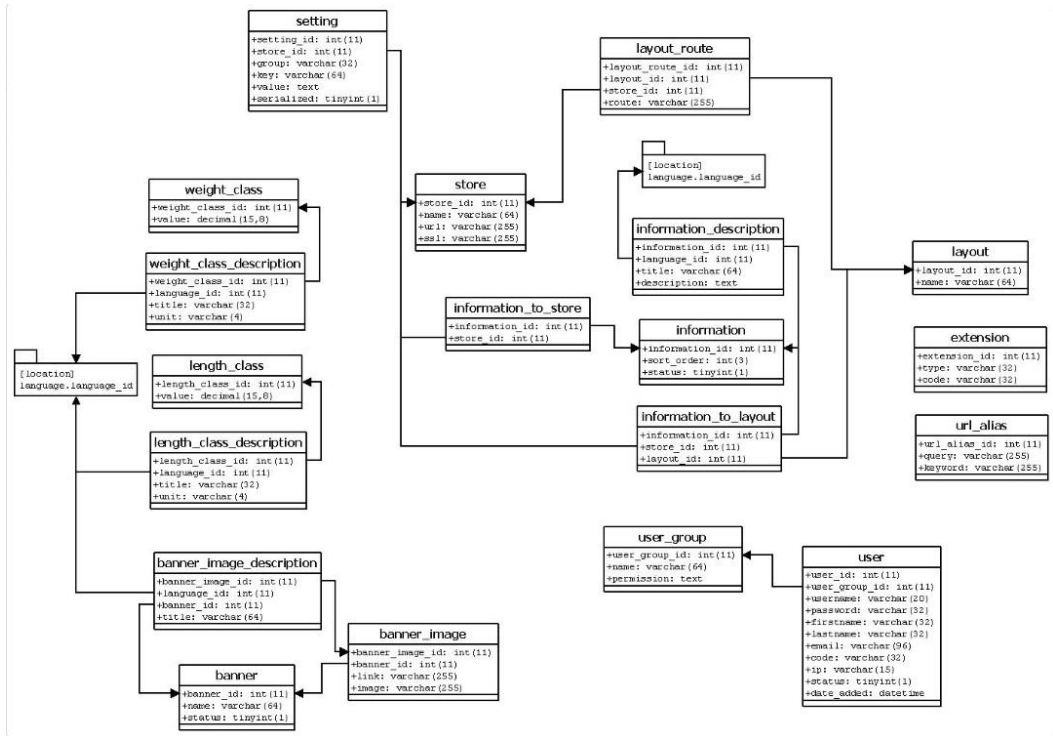 setting
+setting_id: int(11)
+store_id: int(11)
+group: varchar(32)
+key: varchar(64)
+value: text
+serialized: tinyint(1)
layout_route
+layout_route_id: int(11)
+layout_id: int(11)
+store_id: int(11)
+route: varchar(255)
[location]
language.language_id
weight_class
+weight_class_id: int(11)
+value: decimal(15,8)
store
+store_id: int(11)
+name: varchar(64)
+url: varchar(255)
+ssl: varchar(255)
information_description
+information_id: int(11)
+language_id: int(11)
+title: varchar(64)
+description: text
layout
+layout_id: int(11)
+name: varchar(64)
weight_class_description
+weight_class_id: int(11)
+language_id: int(11)
+title: varchar(32)
+unit: varchar(4)
information_to_store
+information_id: int(11)
+store_id: int(11)
information
+information_id: int(11)
+sort_order: int(3)
+status: tinyint(1)
extension
+extension_id: int(11)
+type: varchar(32)
+code: varchar(32)
[location]
language.language_id
length_class
+length_class_id: int(11)
+value: decimal(15,8)
information_to_layout
+information_id: int(11)
+store_id: int(11)
+layout_id: int(11)
url_alias
+url_alias_id: int(11)
+query: varchar(255)
+keyword: varchar(255)
length_class_description
+length_class_id: int(11)
+language_id: int(11)
+title: varchar(32)
+unit: varchar(4)
user_group
+user_group_id: int(11)
+name: varchar(64)
+permission: text
user
+user_id: int(11)
+user_group_id: int(11)
+username: varchar(20)
+password: varchar(32)
+firstname: varchar(32)
+lastname: varchar(32)
+email: varchar(96)
+code: varchar(32)
+ip: varchar(15)
+status: tinyint(1)
+date_added: datetime
banner_image_description
+banner_image_id: int(11)
+language_id: int(11)
+banner_id: int(11)
+title: varchar(64)
banner_image
+banner_image_id: int(11)
+banner_id: int(11)
+link: varchar(255)
+image: varchar(255)
banner
+banner_id: int(11)
+name: varchar(64)
+status: tinyint(1)